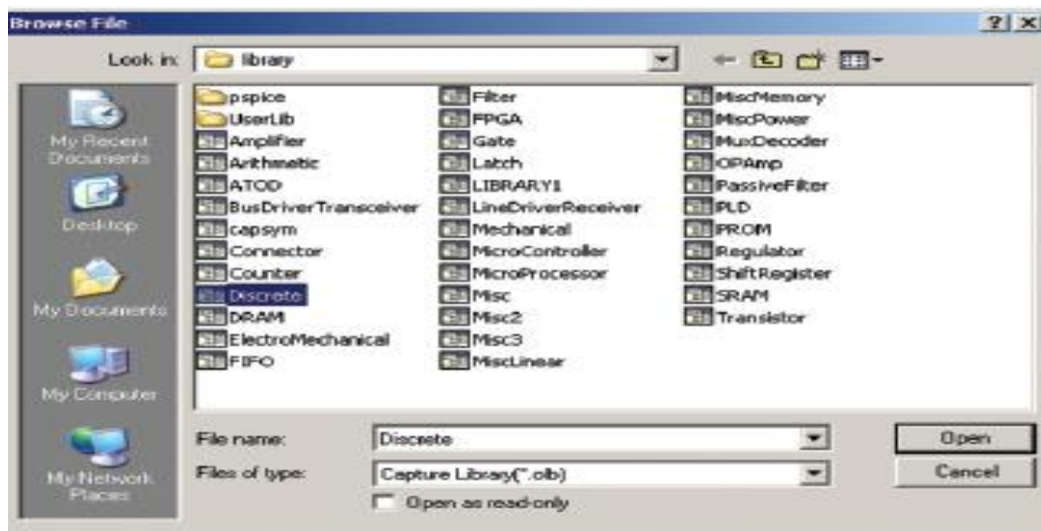 Browse File
Look in: library
My Recent Documents
Desktop
My Documents
My Computer
My Network Places
pspice
UserLib
Amplifier
Arithmetic
ATOD
BusDriverTransceiver
capsym
Connector
Counter
Discrete
DRAM
ElectroMechanical
FIFO
Filter
FPGA
Gate
Latch
LIBRARY1
LineDriverReceiver
Mechanical
MicroController
MicroProcessor
Misc
Misc2
Misc3
MiscLinear
MiscMemory
MiscPower
MuxDecoder
OPAmp
PassiveFilter
PLD
PROM
Regulator
ShiftRegister
SRAM
Transistor
File name: Discrete Open
Files of type: Capture Library(*.olb) Cancel
Open as read-only